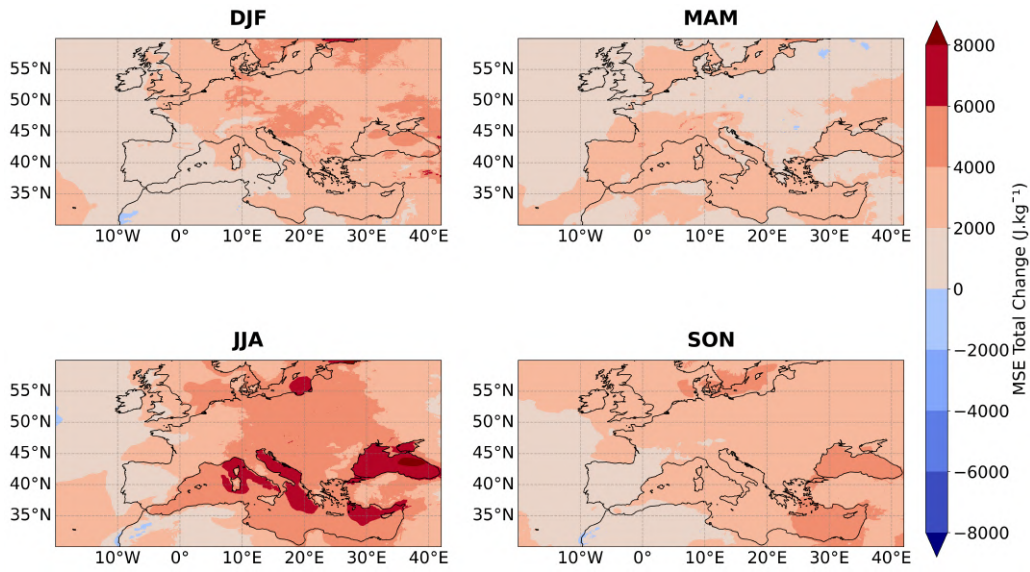 DJF
MAM
55°N
50°N
45°N
40°N
35°N
10°W 0° 10°E 20°E 30°E 40°E
55°N
50°N
45°N
40°N
35°N
10°W 0° 10°E 20°E 30°E 40°E
JJA
SON
55°N
50°N
45°N
40°N
35°N
10°W 0° 10°E 20°E 30°E 40°E
55°N
50°N
45°N
40°N
35°N
10°W 0° 10°E 20°E 30°E 40°E
8000
6000
4000
2000
0
−2000
−4000
−6000
−8000
MSE Total Change (J.kg⁻¹)